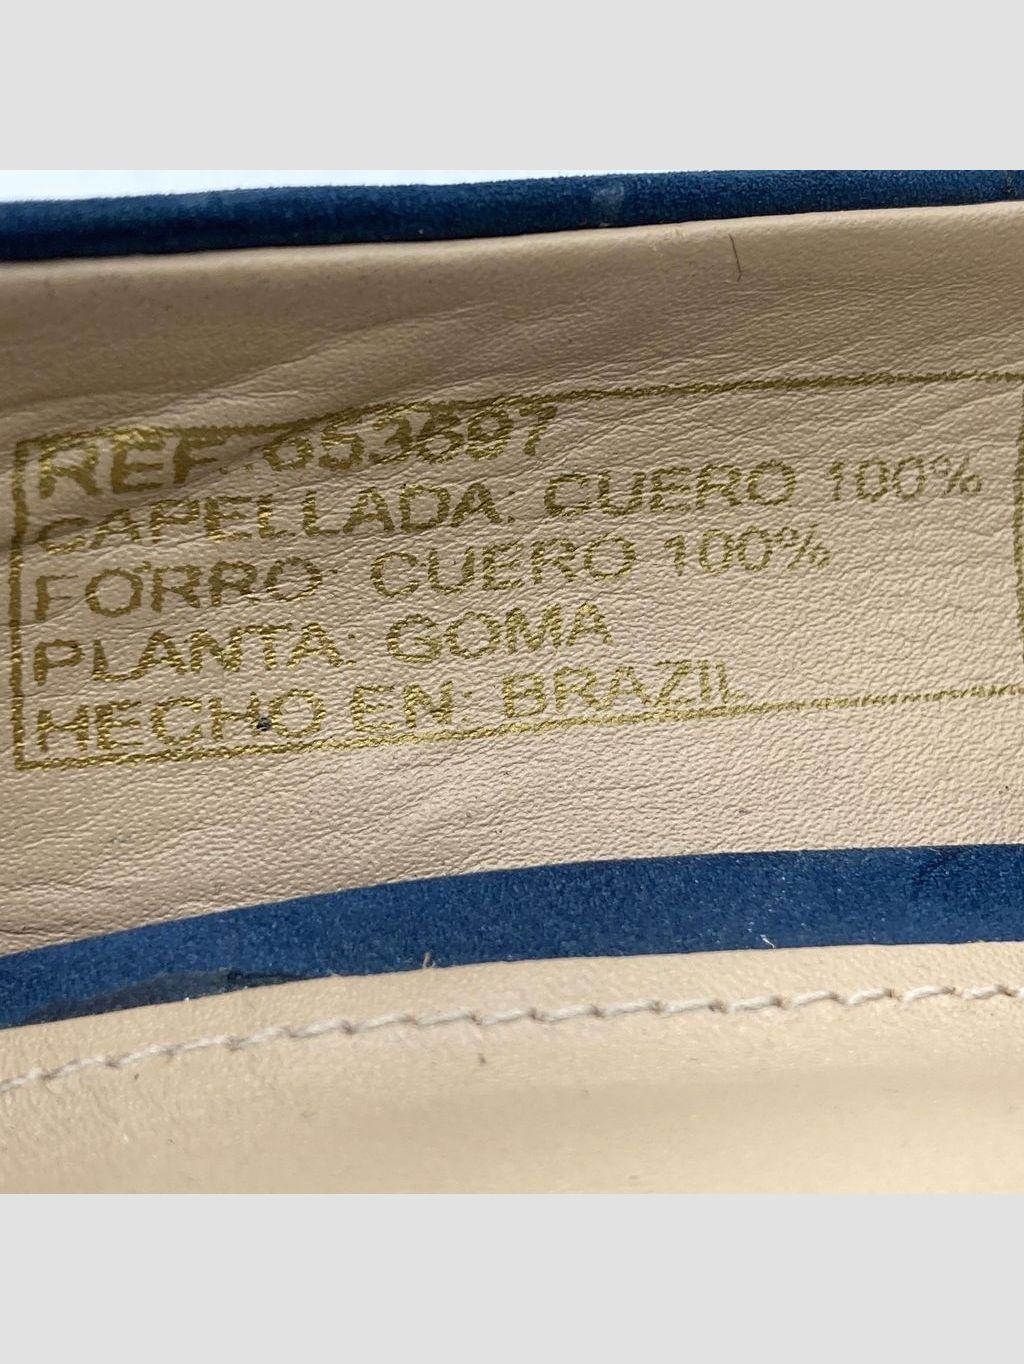 REF.:653697
CAPELLADA: CUERO 100%
FORRO: CUERO 100%
PLANTA: GOMA
HECHO EN: BRAZIL